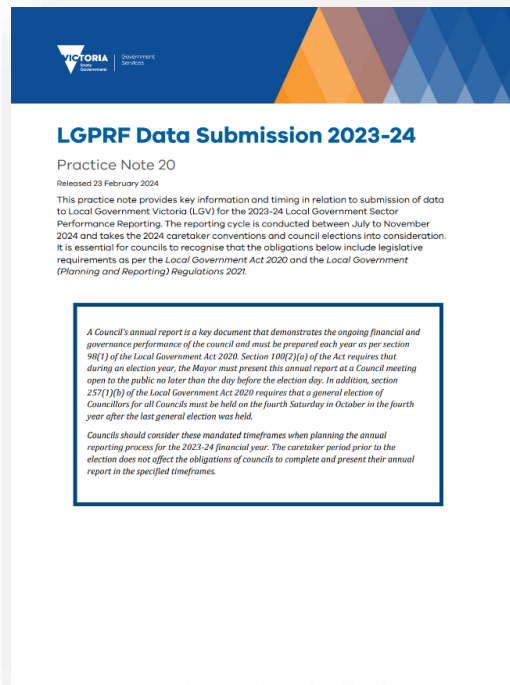 VICTORIA
State
Government
Government
Services
LGPRF Data Submission 2023-24
Practice Note 20
Released 23 February 2024
This practice note provides key information and timing in relation to submission of data
to Local Government Victoria (LGV) for the 2023-24 Local Government Sector
Performance Reporting. The reporting cycle is conducted between July to November
2024 and takes the 2024 caretaker conventions and council elections into consideration.
It is essential for councils to recognise that the obligations below include legislative
requirements as per the Local Government Act 2020 and the Local Government
(Planning and Reporting) Regulations 2021.
A Council's annual report is a key document that demonstrates the ongoing financial and
governance performance of the council and must be prepared each year as per section
98(1) of the Local Government Act 2020. Section 100(2)(a) of the Act requires that
during an election year, the Mayor must present this annual report at a Council meeting
open to the public no later than the day before the election day. In addition, section
257(1)(b) of the Local Government Act 2020 requires that a general election of
Councillors for all Councils must be held on the fourth Saturday in October in the fourth
year after the last general election was held.
Councils should consider these mandated timeframes when planning the annual
reporting process for the 2023-24 financial year. The caretaker period prior to the
election does not affect the obligations of councils to complete and present their annual
report in the specified timeframes.